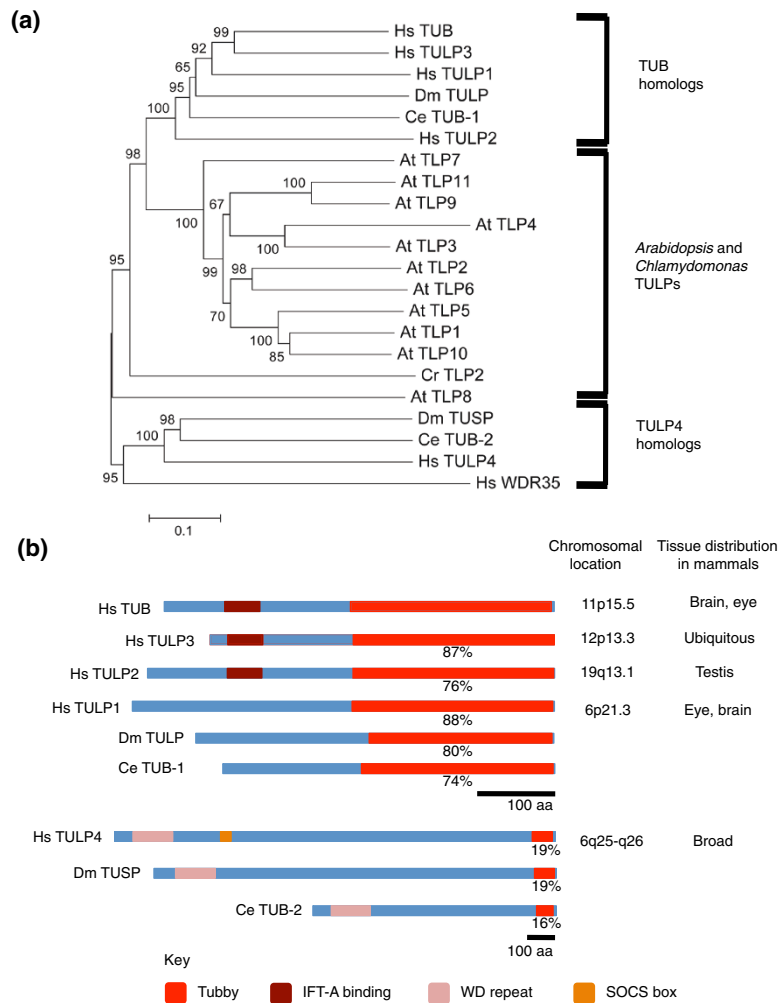 (a)
99
Hs TUB
92
Hs TULP3
65
Hs TULP1
95
Dm TULP
100
Ce TUB-1
Hs TULP2
TUB
homologs
98
At TLP7
100
At TLP11
67
At TLP9
100
At TLP4
100
At TLP3
99
98
At TLP2
At TLP6
70
At TLP5
100
At TLP1
85
At TLP10
95
Cr TLP2
At TLP8
Arabidopsis and
Chlamydomonas
TULPs
98
Dm TUSP
100
Ce TUB-2
Hs TULP4
95
Hs WDR35
TULP4
homologs
0.1
(b)
Chromosomal
location
Tissue distribution
in mammals
Hs TUB
11p15.5
Brain, eye
Hs TULP3
87%
12p13.3
Ubiquitous
Hs TULP2
76%
19q13.1
Testis
Hs TULP1
88%
6p21.3
Eye, brain
Dm TULP
80%
Ce TUB-1
74%
100 aa
Hs TULP4
19%
6q25-q26
Broad
Dm TUSP
19%
Ce TUB-2
16%
100 aa
Key
Tubby
IFT-A binding
WD repeat
SOCS box